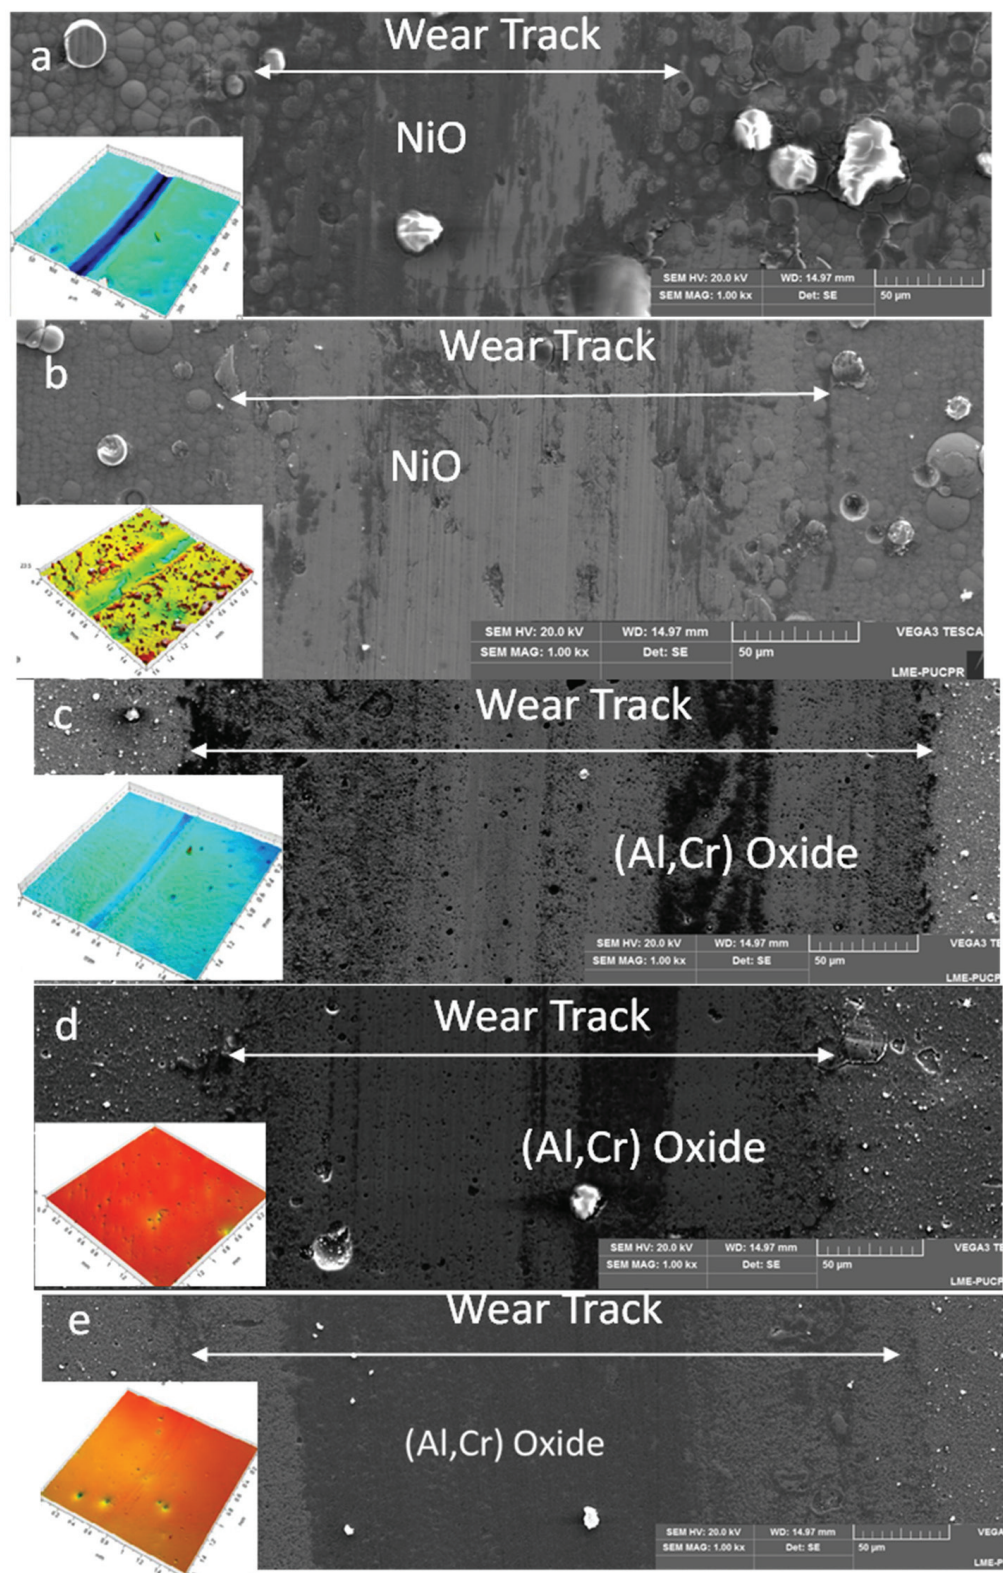 a
Wear Track
NiO
SEM HV: 20.0 kV WD: 14.97 mm
SEM MAG: 1.00 kx Det: SE 50 µm
b
Wear Track
NiO
SEM HV: 20.0 kV WD: 14.97 mm VEGA3 TESCA
SEM MAG: 1.00 kx Det: SE 50 µm
LME-PUCPR
c
Wear Track
(Al,Cr) Oxide
SEM HV: 20.0 kV WD: 14.97 mm VEGA3 T
SEM MAG: 1.00 kx Det: SE 50 µm
LME-PUCP
d
Wear Track
(Al,Cr) Oxide
SEM HV: 20.0 kV WD: 14.97 mm VEGA3 TE
SEM MAG: 1.00 kx Det: SE 50 µm
LME-PUCP
e
Wear Track
(Al,Cr) Oxide
SEM HV: 20.0 kV WD: 14.97 mm VEGA
SEM MAG: 1.00 kx Det: SE 50 µm
LME-P